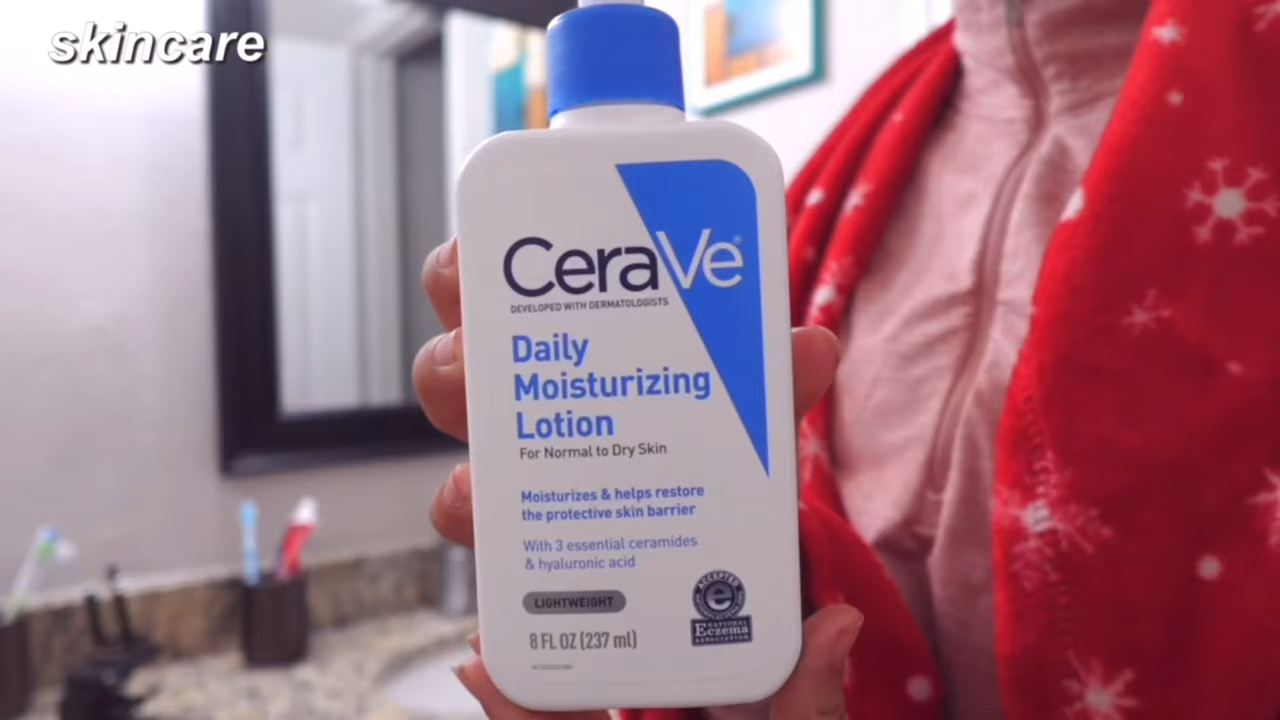 skincare
CeraVe®
DEVELOPED WITH DERMATOLOGISTS
Daily
Moisturizing
Lotion
For Normal to Dry Skin
Moisturizes & helps restore
the protective skin barrier
With 3 essential ceramides
& hyaluronic acid
LIGHTWEIGHT
8 FL OZ (237 ml)
ACCEPTED
e
NATIONAL
Eczema
ASSOCIATION